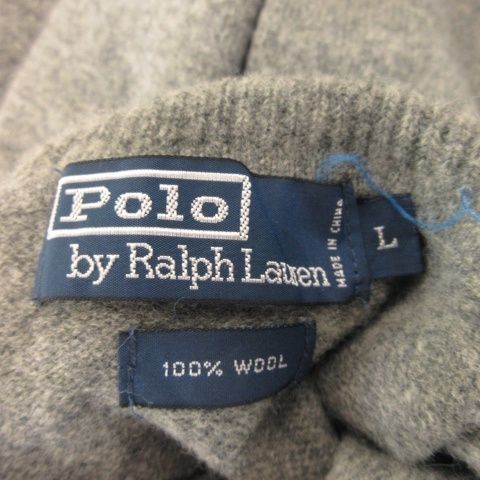 Polo
by Ralph Lauren
MADE IN CHINA
L
100% WOOL